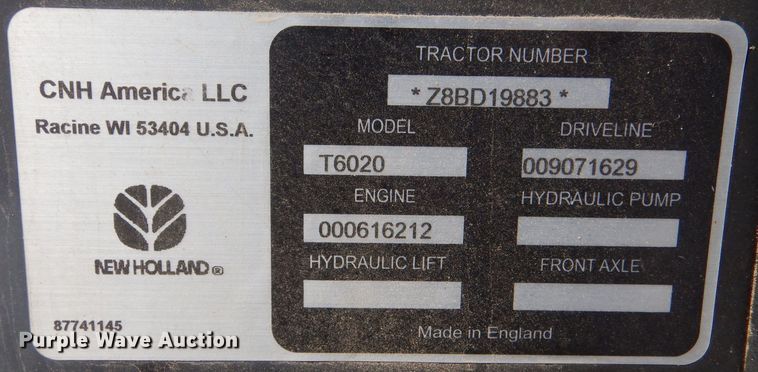 CNH America LLC
Racine WI 53404 U.S.A.
NEW HOLLAND ®
87741145
TRACTOR NUMBER
* Z8BD19883 *
MODEL DRIVELINE
T6020 009071629
ENGINE HYDRAULIC PUMP
000616212
HYDRAULIC LIFT FRONT AXLE
Made in England
Purple Wave Auction